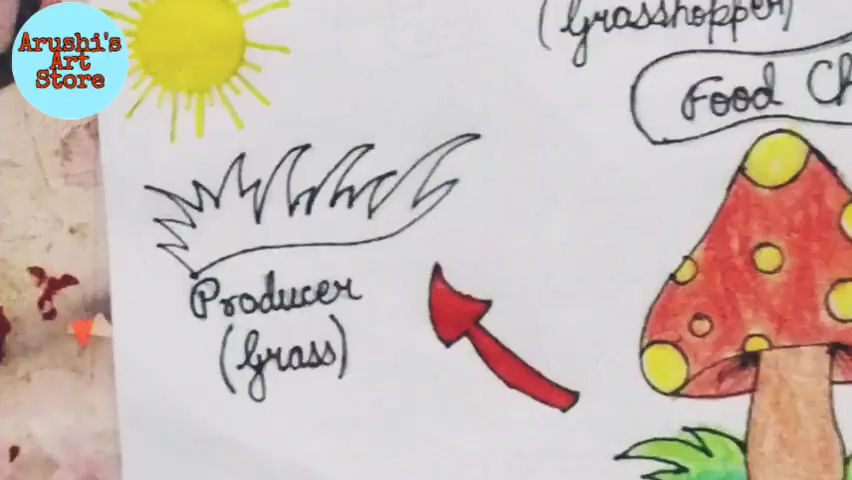 Arushi's
Art
Store
(Grasshopper)
Food Ch
Producer
(Grass)